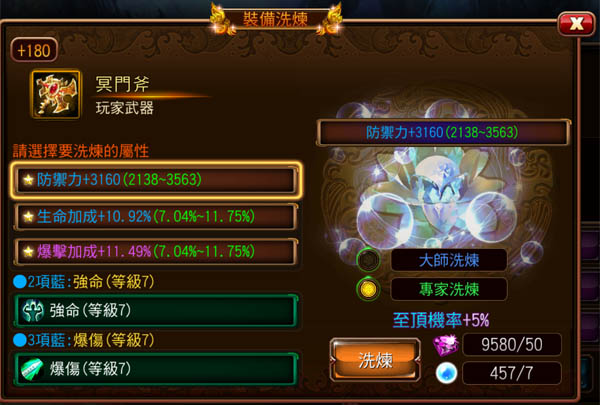 裝備洗煉
+180
冥門斧
玩家武器
請選擇要洗煉的屬性
防禦力+3160(2138~3563)
生命加成+10.92%(7.04%~11.75%)
爆擊加成+11.49%(7.04%~11.75%)
2項藍:強命(等級7)
強命(等級7)
3項藍:爆傷(等級7)
爆傷(等級7)
防禦力+3160(2138~3563)
大師洗煉
專家洗煉
至頂機率+5%
洗煉
9580/50
457/7